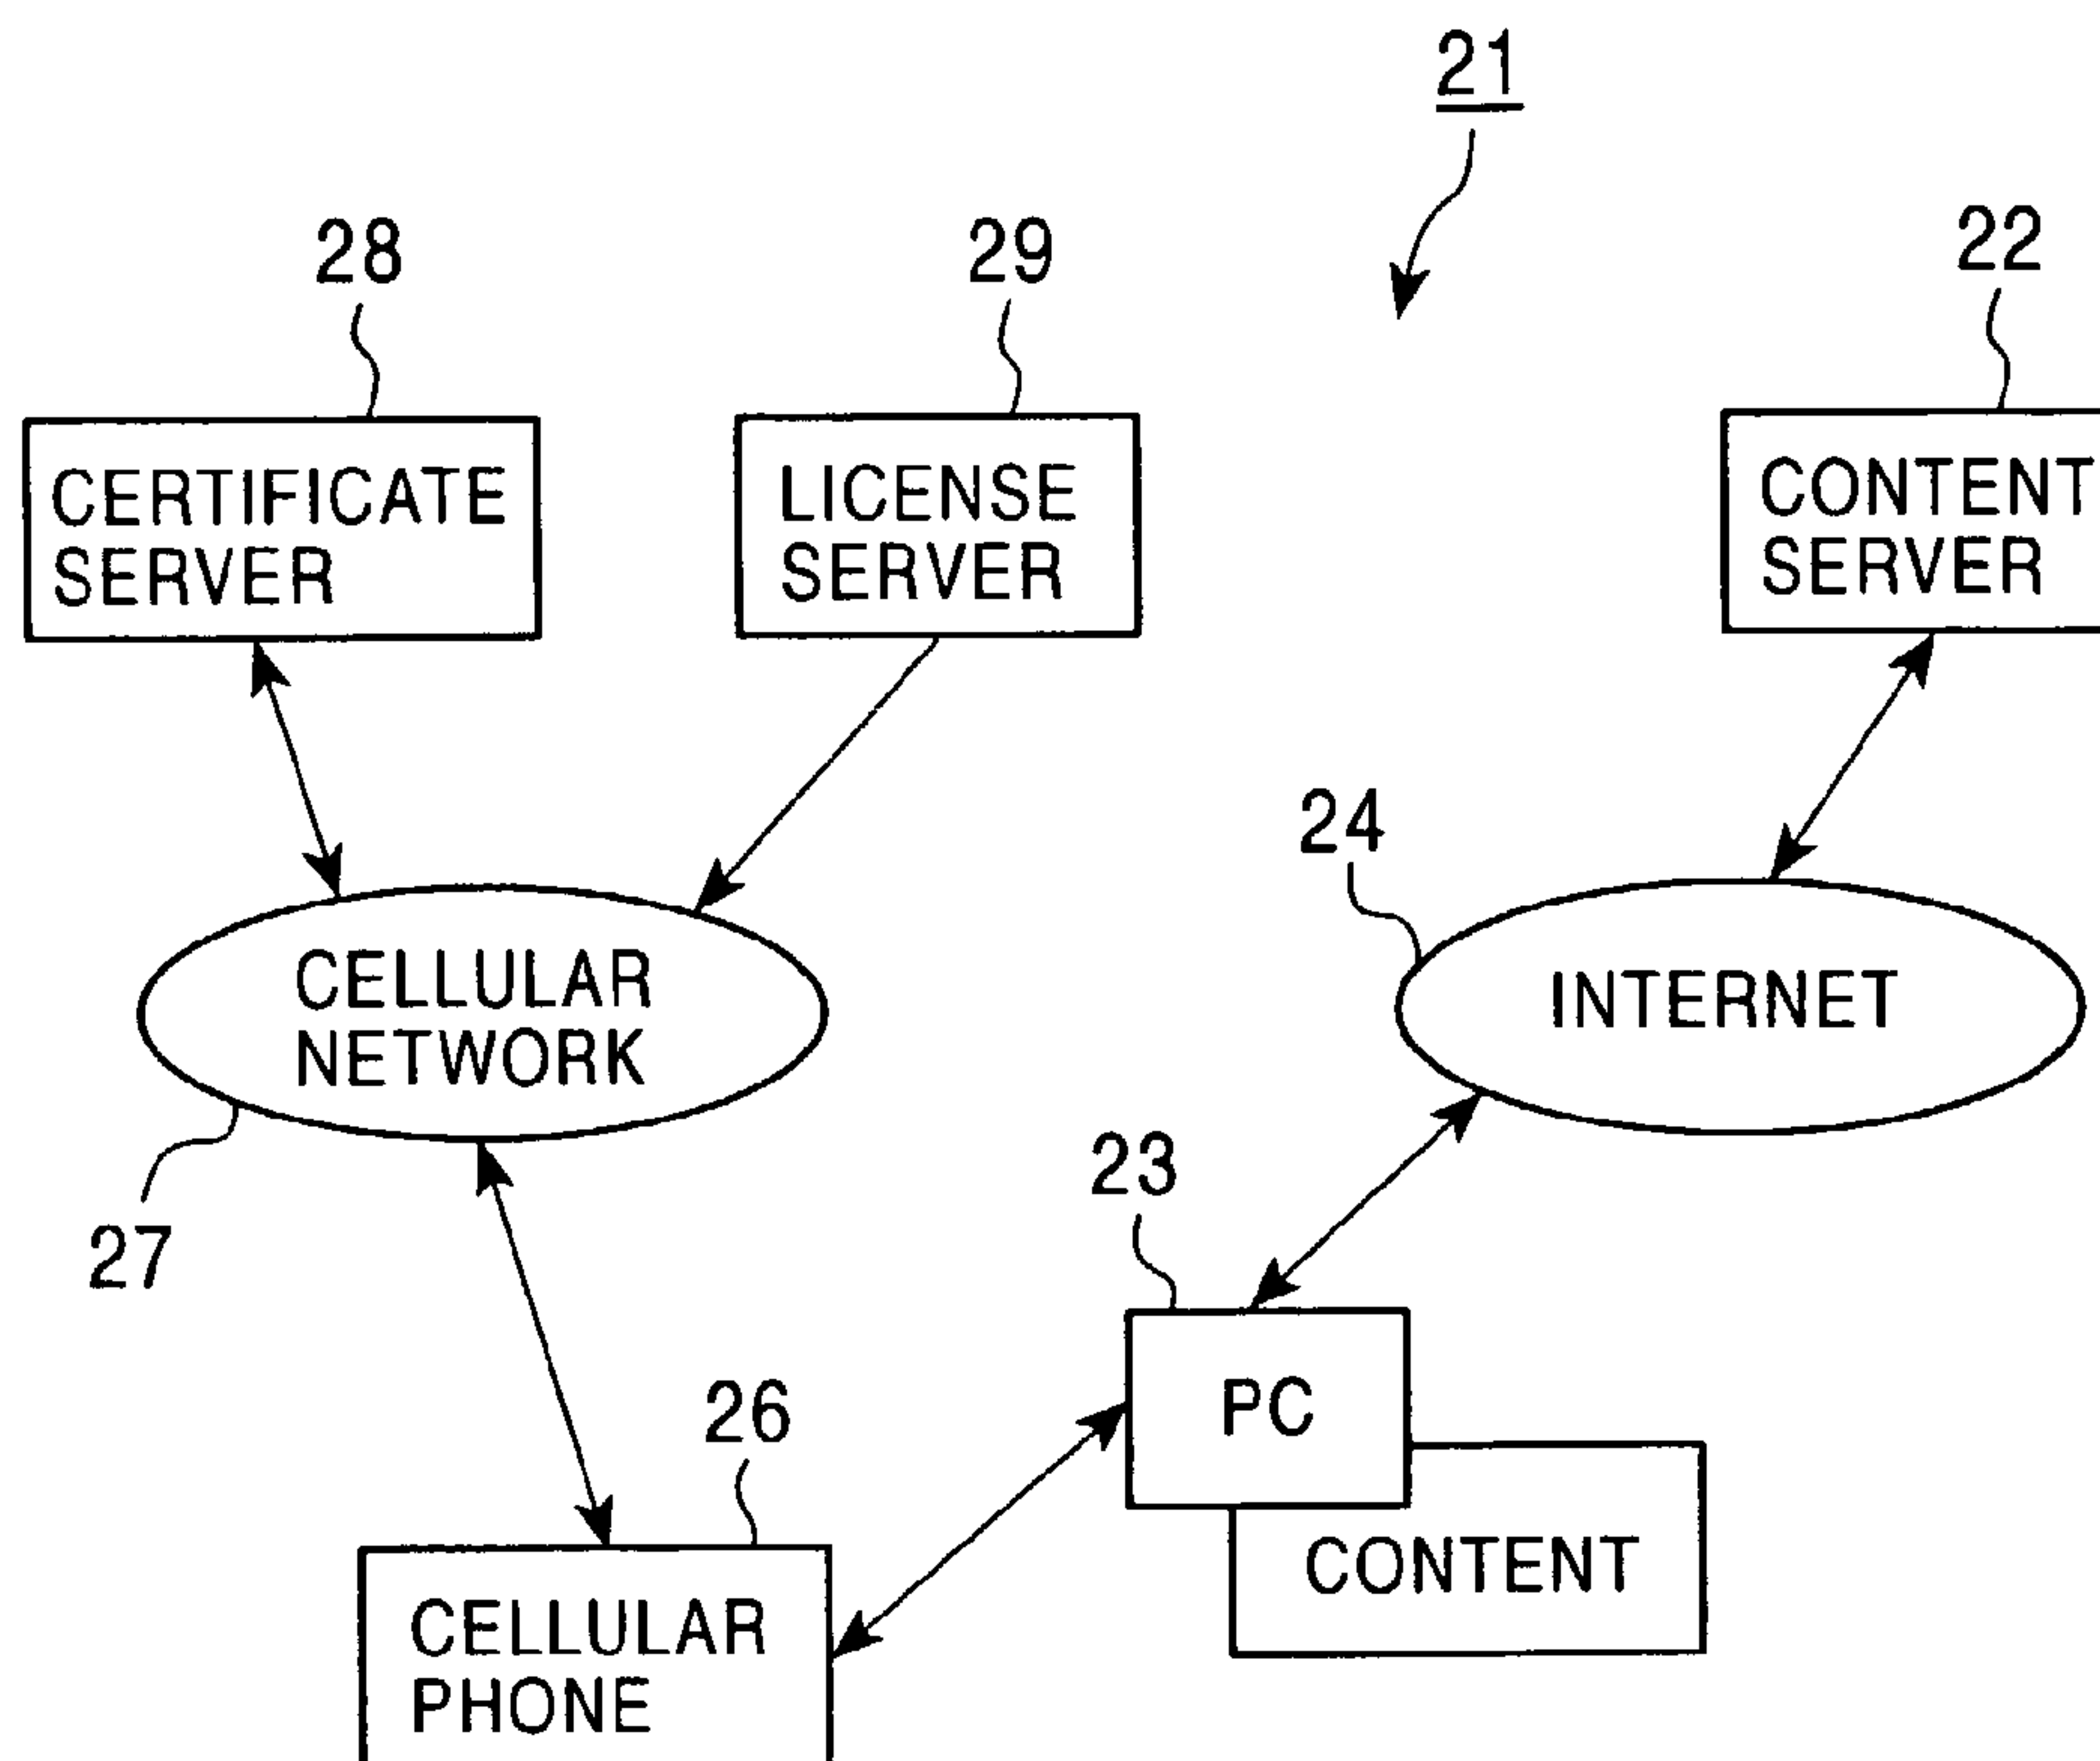 21
28
29
22
CERTIFICATE
SERVER
LICENSE
SERVER
CONTENT
SERVER
24
CELLULAR
NETWORK
INTERNET
27
23
26
PC
CONTENT
CELLULAR
PHONE